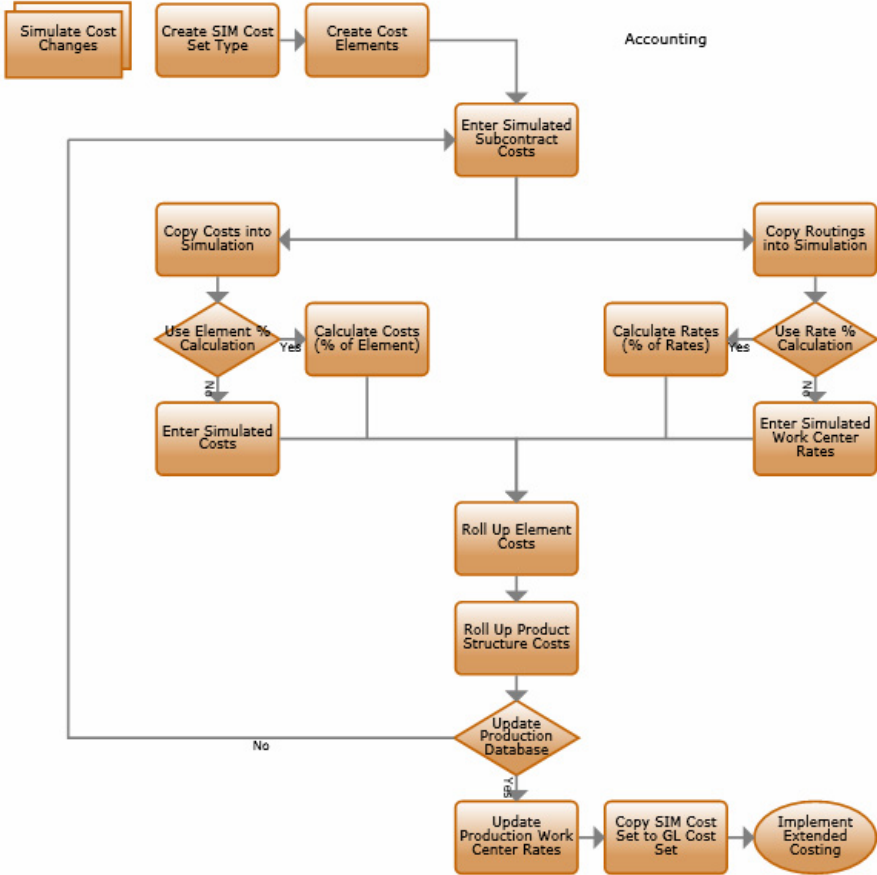 Simulate Cost
Changes
Create SIM Cost
Set Type
Create Cost
Elements
Accounting
Enter Simulated
Subcontract
Costs
Copy Costs into
Simulation
Copy Routings
into Simulation
Use Element %
Calculation
Yes
Calculate Costs
(% of Element)
Calculate Rates
(% of Rates)
Yes
Use Rate %
Calculation
No
No
Enter Simulated
Costs
Enter Simulated
Work Center
Rates
Roll Up Element
Costs
Roll Up Product
Structure Costs
Update
Production
Database
No
Yes
Update
Production Work
Center Rates
Copy SIM Cost
Set to GL Cost
Set
Implement
Extended
Costing